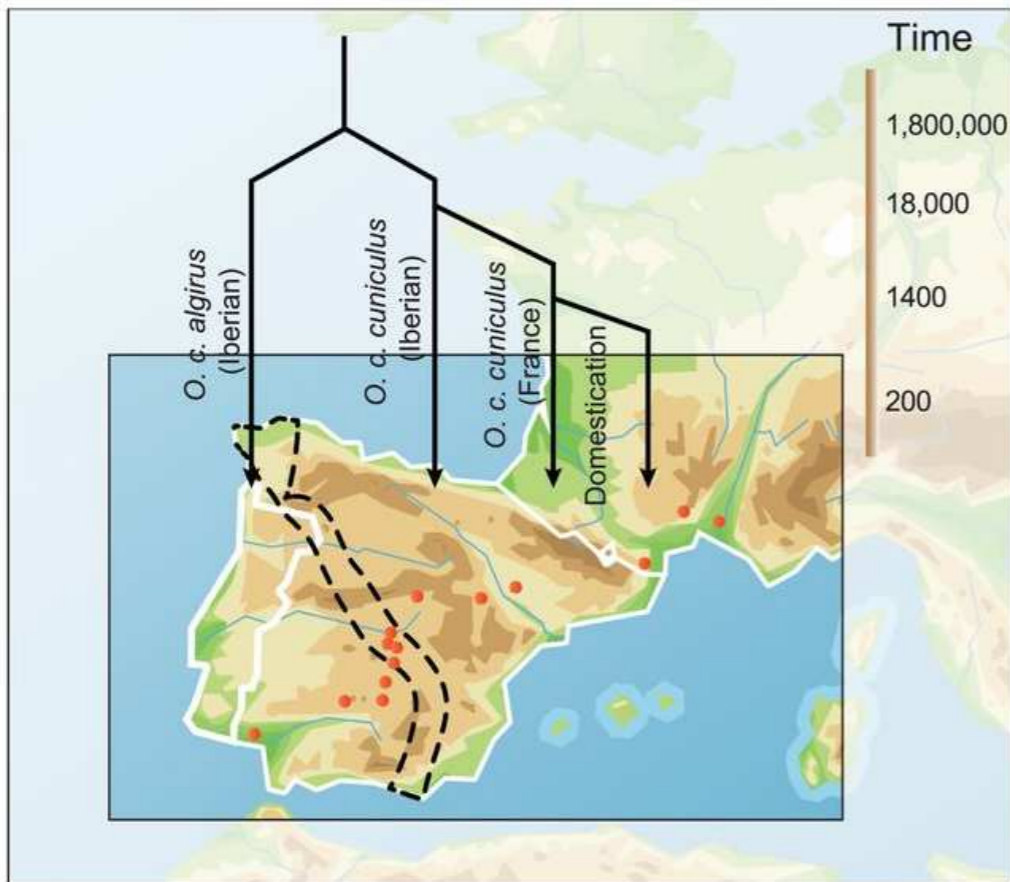 Time
1,800,000
18,000
1400
200
O. c. algirus
(Iberian)
O. c. cuniculus
(Iberian)
O. c. cuniculus
(France)
Domestication